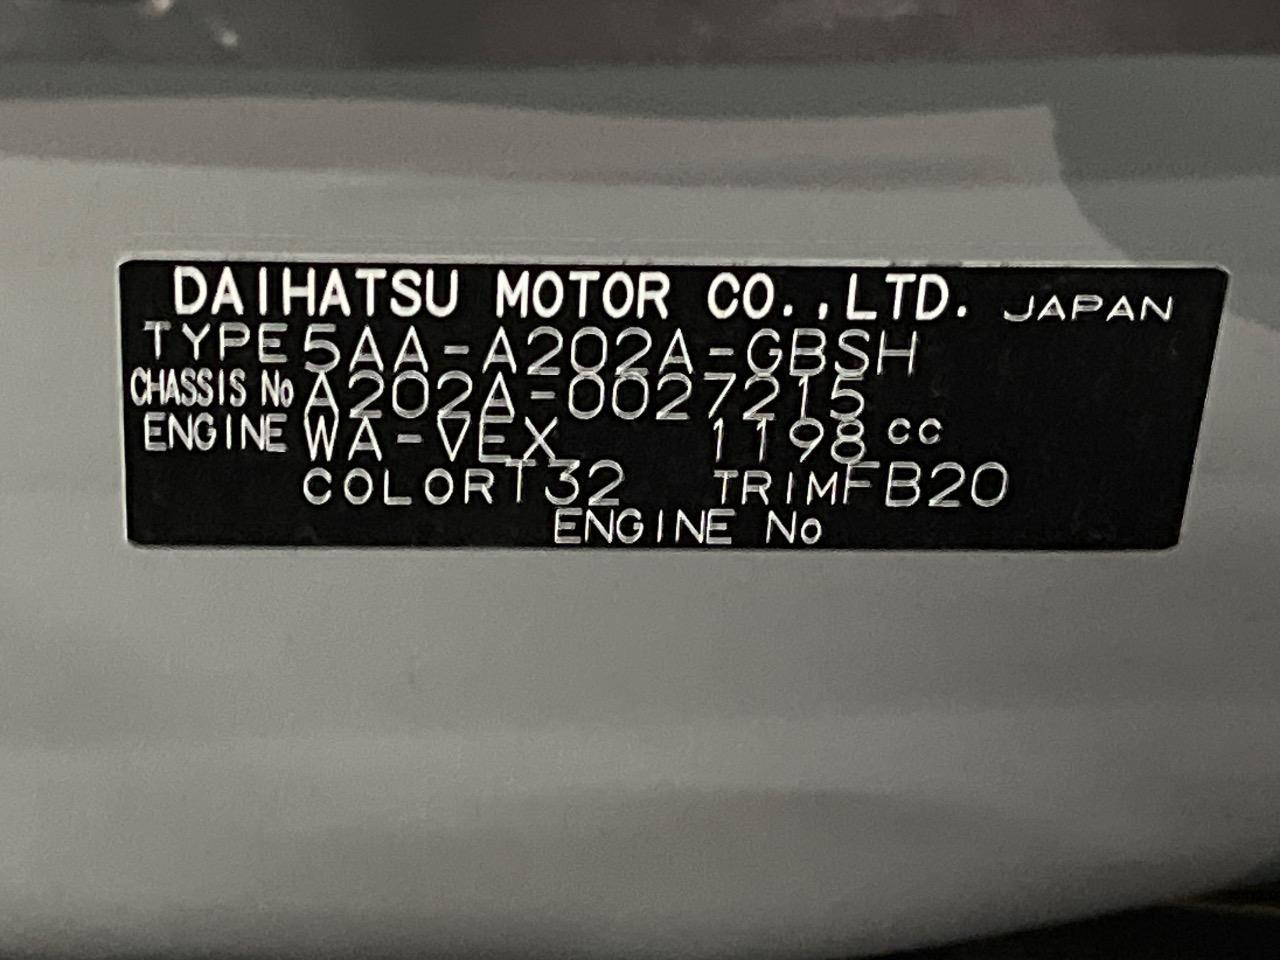 DAIHATSU MOTOR CO.,LTD. JAPAN
TYPE 5AA-A202A-GBSH
CHASSIS No A202A-0027215
ENGINE WA-VEX 1198 cc
COLOR T32 TRIM FB20
ENGINE No